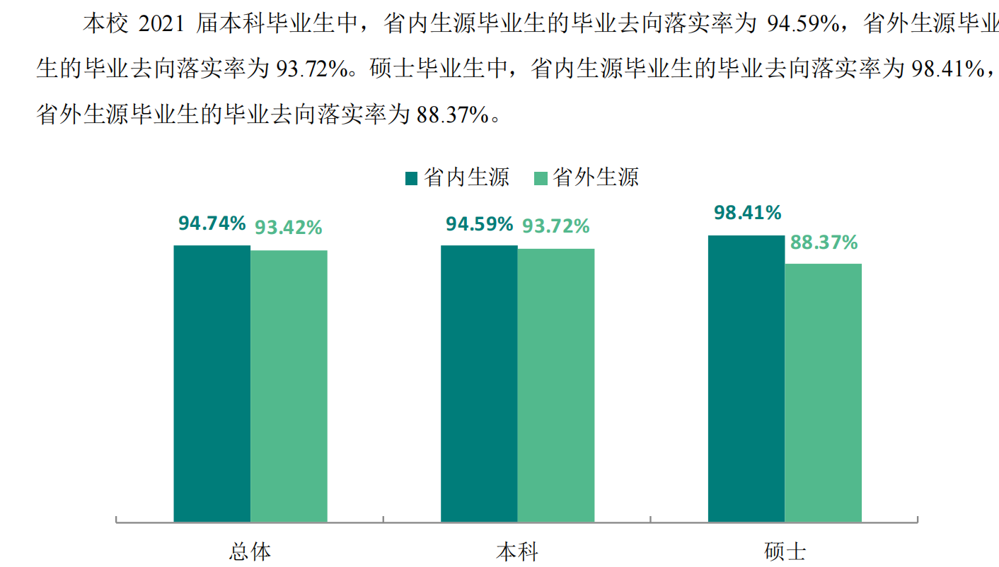 本校 2021 届本科毕业生中，省内生源毕业生的毕业去向落实率为 94.59%，省外生源毕业
生的毕业去向落实率为 93.72%。硕士毕业生中，省内生源毕业生的毕业去向落实率为 98.41%，
省外生源毕业生的毕业去向落实率为 88.37%。
省内生源 省外生源
94.74% 93.42% 94.59% 93.72% 98.41% 88.37%
总体 本科 硕士